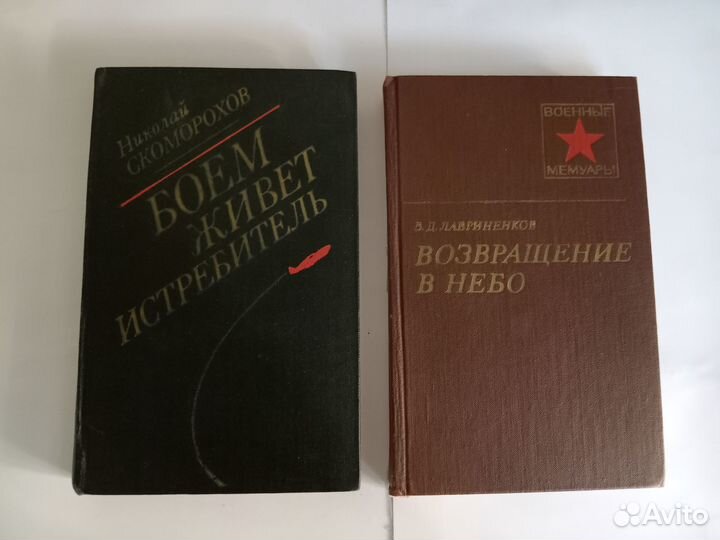 Николай
СКОМОРОХОВ
БОЕМ
ЖИВЕТ
ИСТРЕБИТЕЛЬ
ВОЕННЫЕ
МЕМУАРЫ
В.Д. ЛАВРИНЕНКОВ
ВОЗВРАЩЕНИЕ
В НЕБО
Avito